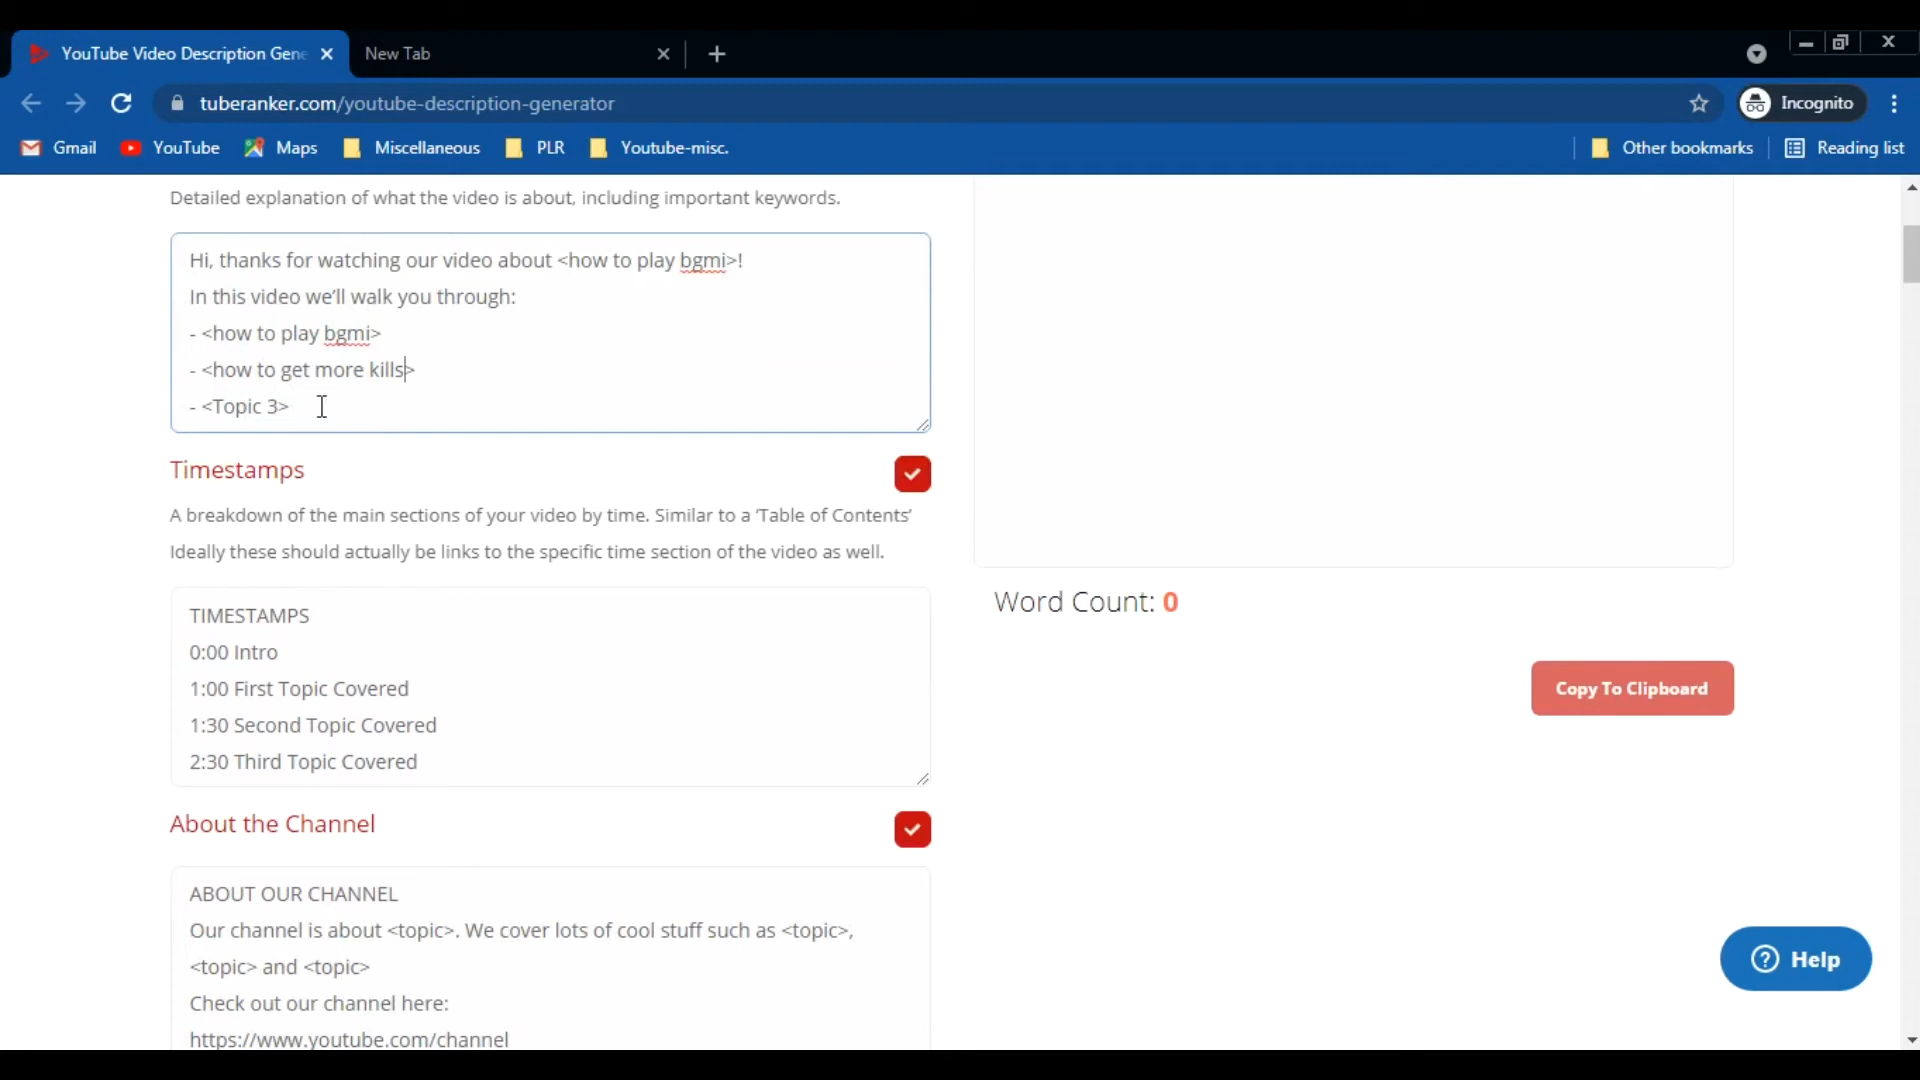 YouTube Video Description Gene
New Tab
tuberanker.com/youtube-description-generator
Incognito
Gmail
YouTube
Maps
Miscellaneous
PLR
Youtube-misc.
Other bookmarks
Reading list
Detailed explanation of what the video is about, including important keywords.
Hi, thanks for watching our video about <how to play bgmi>!
In this video we’ll walk you through:
- <how to play bgmi>
- <how to get more kills>
- <Topic 3>
Timestamps
A breakdown of the main sections of your video by time. Similar to a ‘Table of Contents’
Ideally these should actually be links to the specific time section of the video as well.
TIMESTAMPS
0:00 Intro
1:00 First Topic Covered
1:30 Second Topic Covered
2:30 Third Topic Covered
About the Channel
ABOUT OUR CHANNEL
Our channel is about <topic>. We cover lots of cool stuff such as <topic>,
<topic> and <topic>
Check out our channel here:
https://www.youtube.com/channel
Word Count: 0
Copy To Clipboard
Help